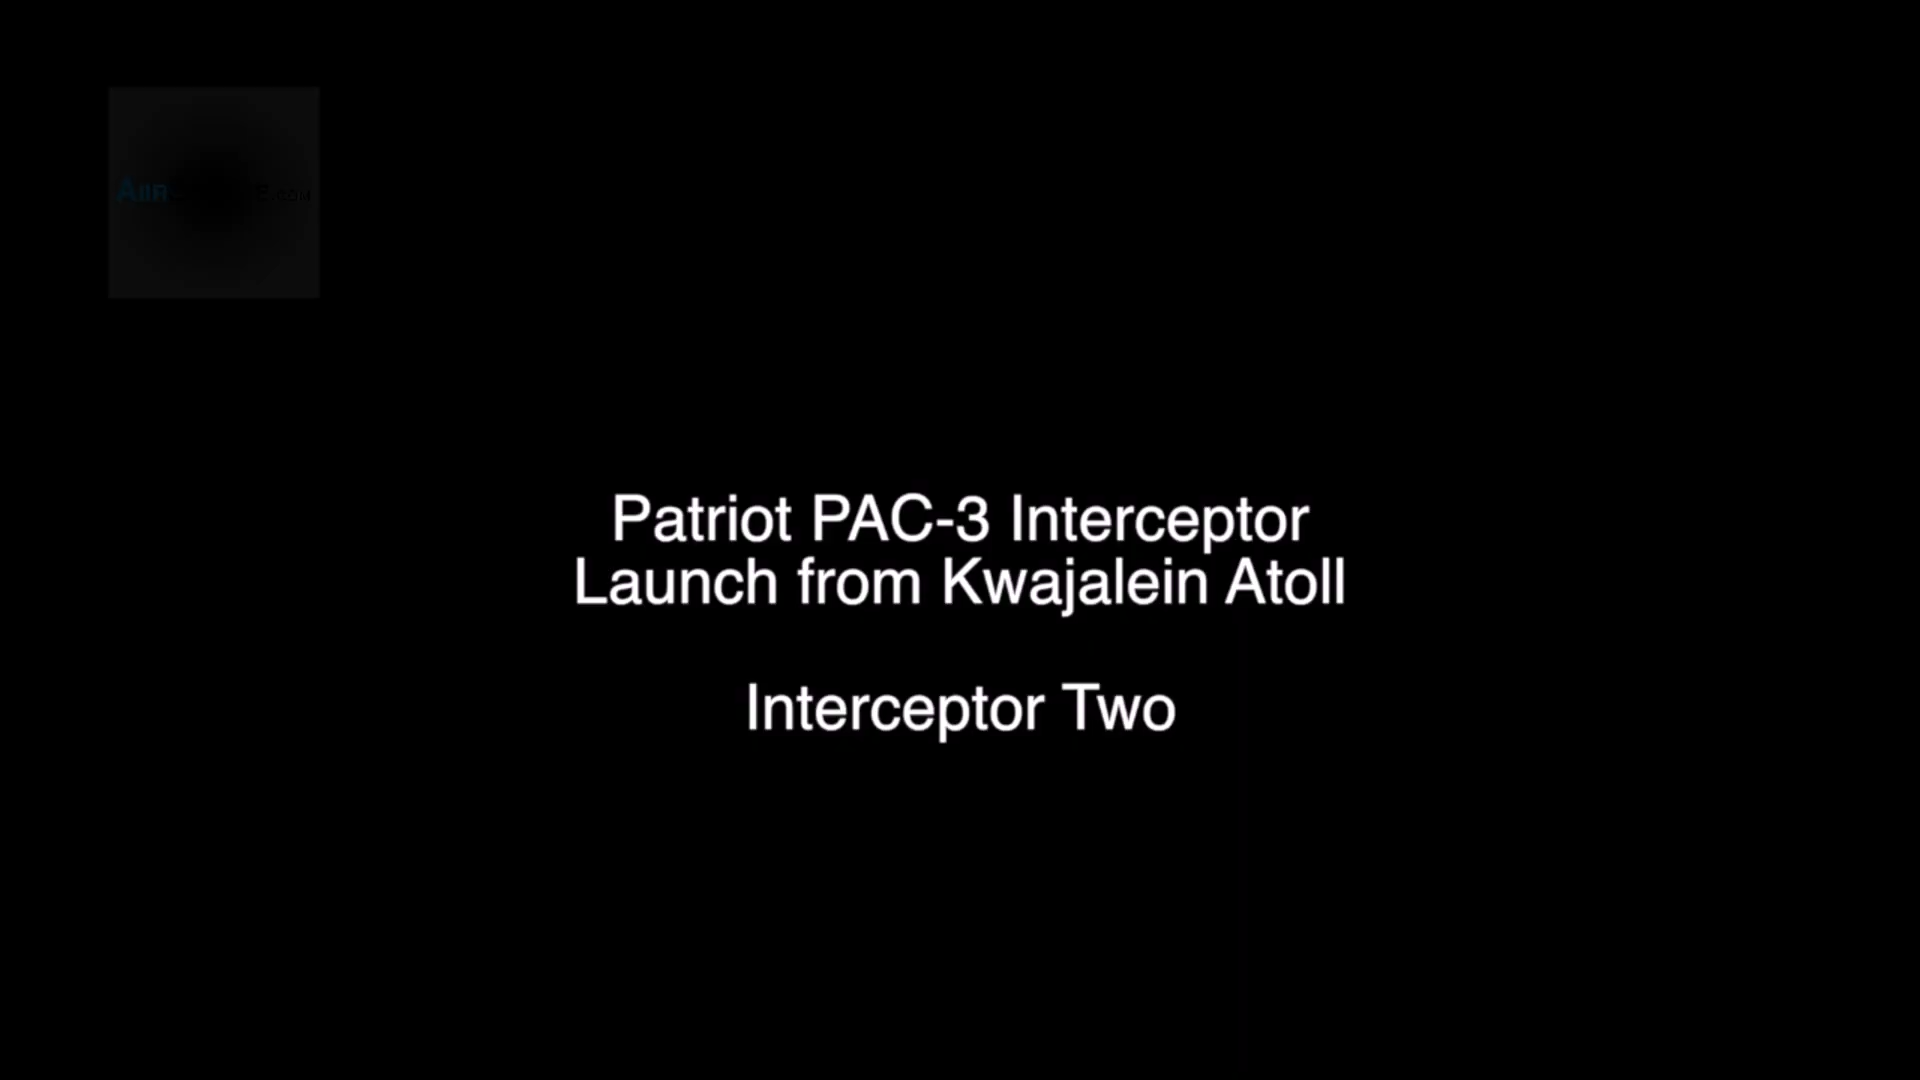 Patriot PAC-3 Interceptor
Launch from Kwajalein Atoll
Interceptor Two